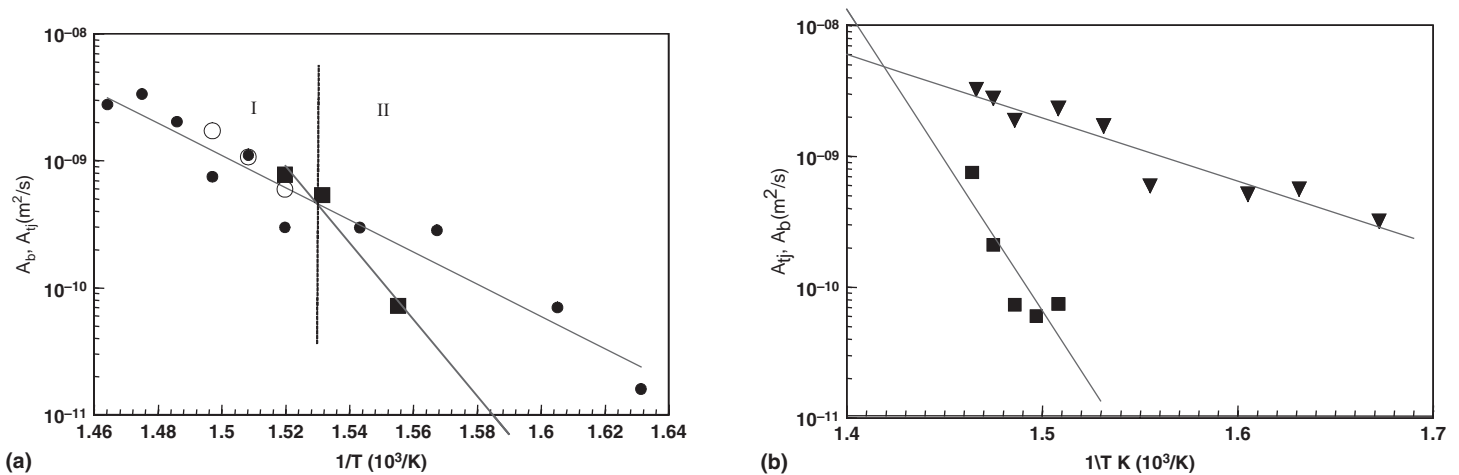 10⁻⁰⁸
10⁻⁰⁹
10⁻¹⁰
10⁻¹¹
A_b, A_tj(m²/s)
I
II
1.46
1.48
1.5
1.52
1.54
1.56
1.58
1.6
1.62
1.64
(a)
1/T (10³/K)
10⁻⁰⁸
10⁻⁰⁹
10⁻¹⁰
10⁻¹¹
A_tj, A_b(m²/s)
1.4
1.5
1.6
1.7
(b)
1\T K (10³/K)